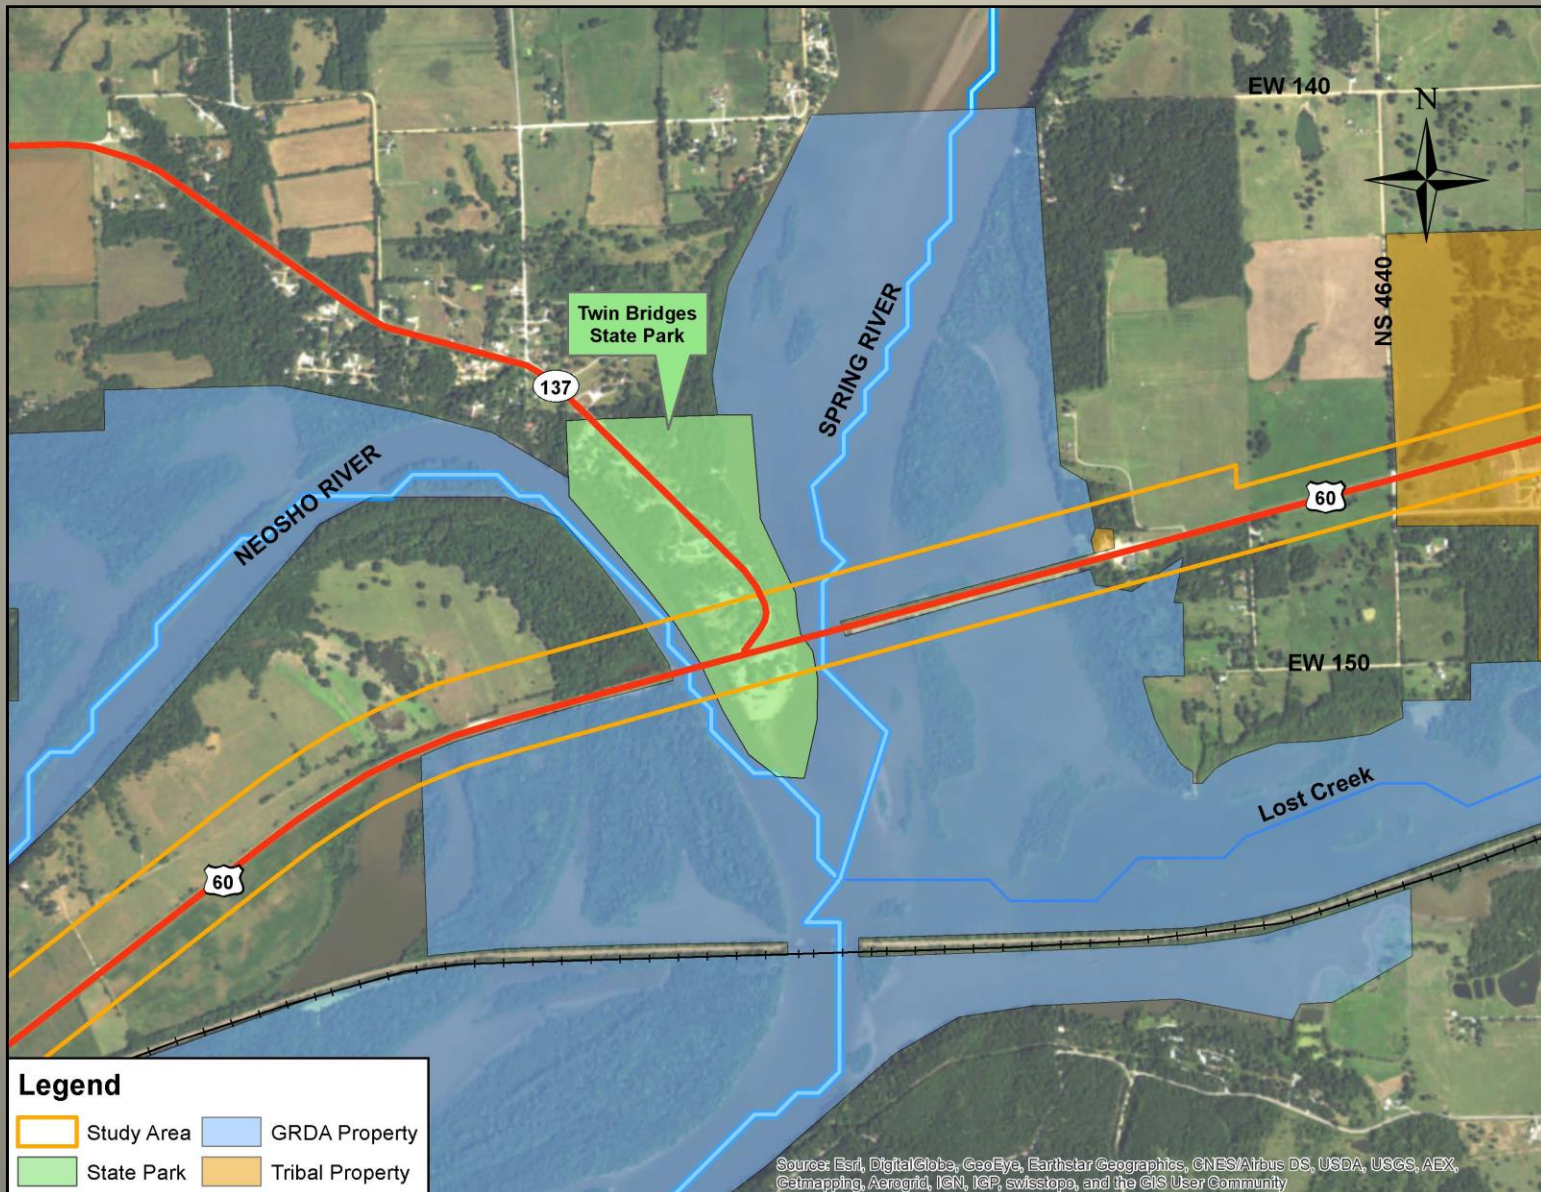 EW 140
N
NS 4640
SPRING RIVER
Twin Bridges
State Park
137
NEOSHO RIVER
60
EW 150
Lost Creek
60
Legend
Study Area
GRDA Property
State Park
Tribal Property
Source: Esri, DigitalGlobe, GeoEye, Earthstar Geographics, CNES/Airbus DS, USDA, USGS, AEX,
Getmapping, Aerogrid, IGN, IGP, swisstopo, and the GIS User Community